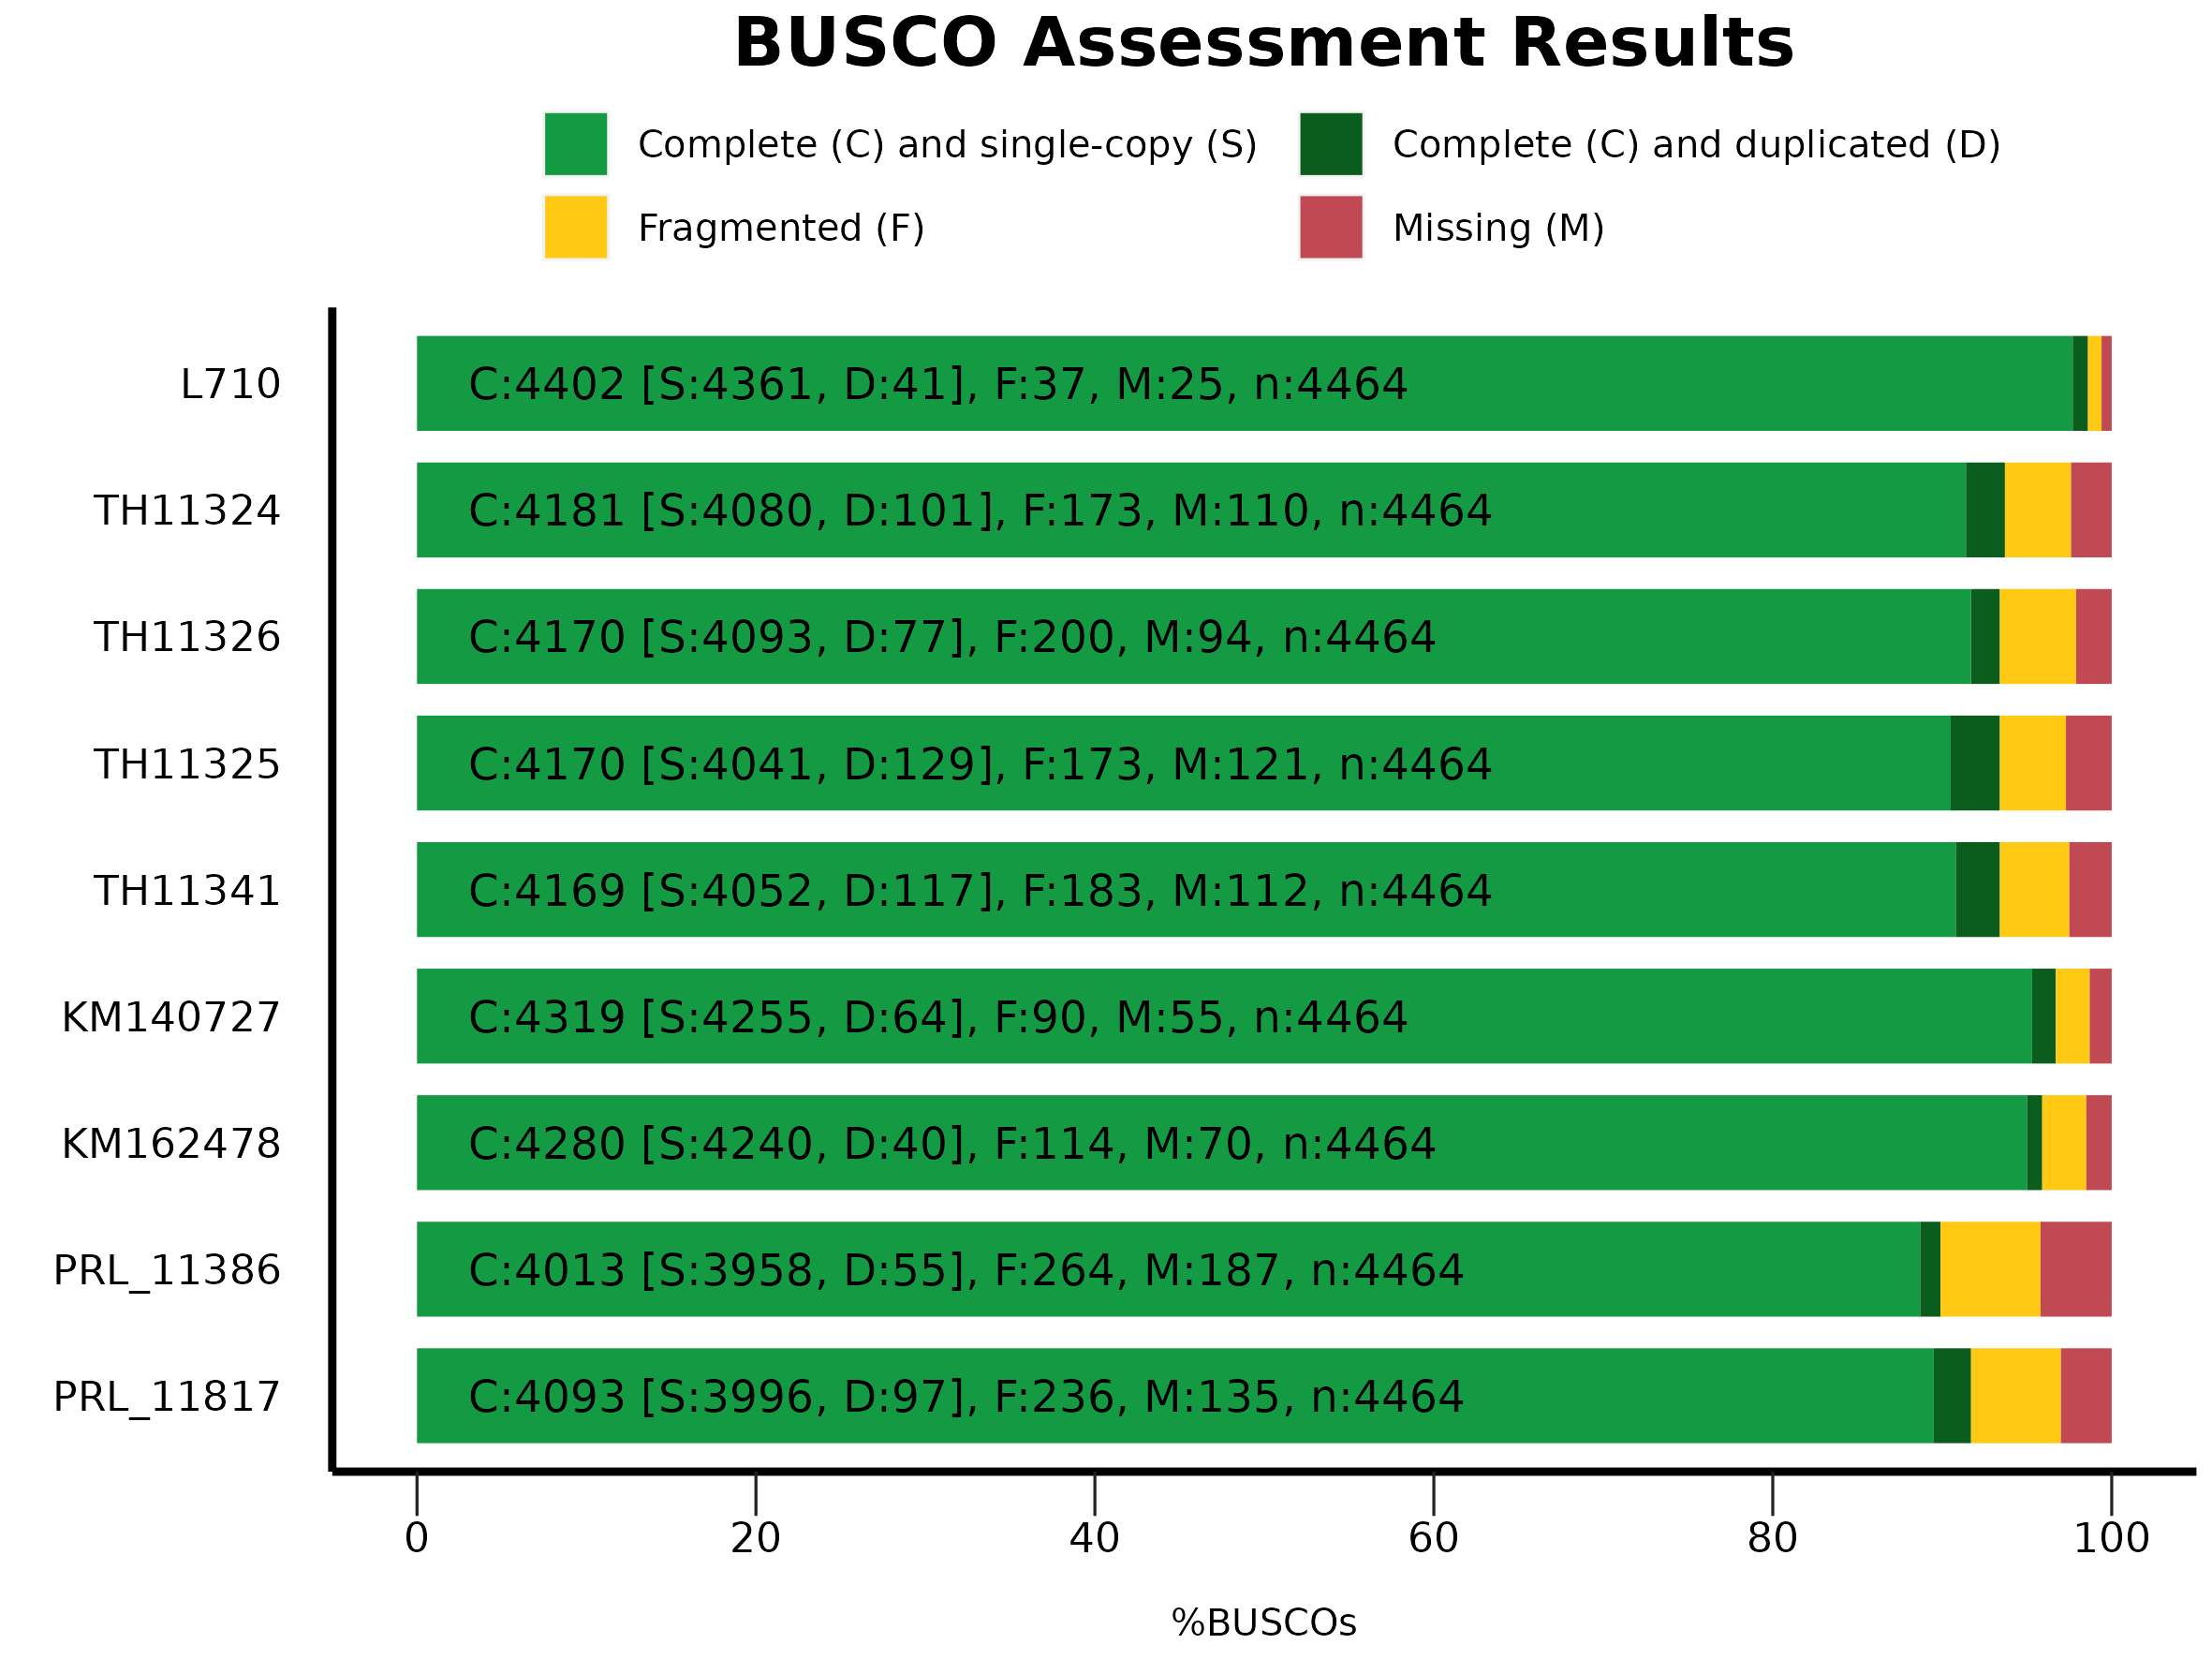 BUSCO Assessment Results
Complete (C) and single-copy (S)
Complete (C) and duplicated (D)
Fragmented (F)
Missing (M)
L710
C:4402 [S:4361, D:41], F:37, M:25, n:4464
TH11324
C:4181 [S:4080, D:101], F:173, M:110, n:4464
TH11326
C:4170 [S:4093, D:77], F:200, M:94, n:4464
TH11325
C:4170 [S:4041, D:129], F:173, M:121, n:4464
TH11341
C:4169 [S:4052, D:117], F:183, M:112, n:4464
KM140727
C:4319 [S:4255, D:64], F:90, M:55, n:4464
KM162478
C:4280 [S:4240, D:40], F:114, M:70, n:4464
PRL_11386
C:4013 [S:3958, D:55], F:264, M:187, n:4464
PRL_11817
C:4093 [S:3996, D:97], F:236, M:135, n:4464
0 20 40 60 80 100
%BUSCOs